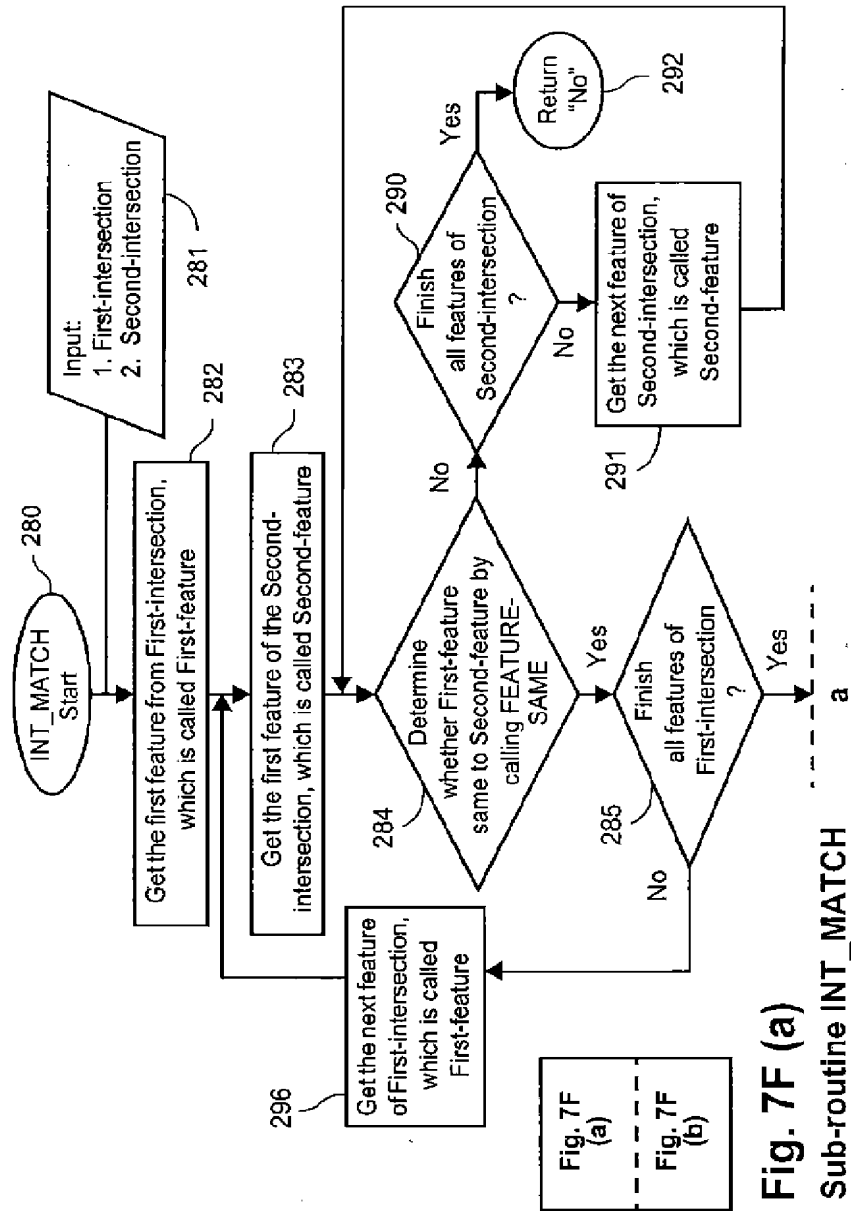 INT_MATCH
Start
280
Input:
1. First-intersection
2. Second-intersection
281
Get the first feature from First-intersection,
which is called First-feature
282
Get the first feature of the Second-
intersection, which is called Second-feature
283
Determine
whether First-feature
same to Second-feature by
calling FEATURE-
SAME
284
No
Yes
Finish
all features of
Second-intersection
?
290
Yes
Return
"No"
292
No
Get the next feature of
Second-intersection,
which is called
Second-feature
291
Finish
all features of
First-intersection
?
285
No
Yes
Get the next feature
of First-intersection,
which is called
First-feature
296
a
Fig. 7F
(a)
Fig. 7F
(b)
Fig. 7F (a)
Sub-routine INT_MATCH